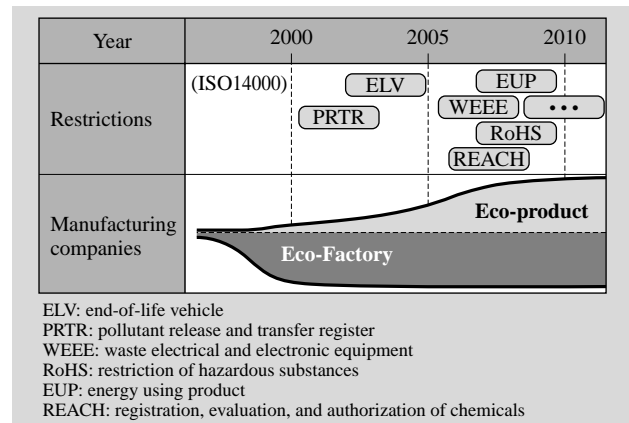 Year 2000 2005 2010
Restrictions
(ISO14000) ELV EUP
PRTR WEEE •••
RoHS
REACH
Manufacturing
companies
Eco-product
Eco-Factory
ELV: end-of-life vehicle
PRTR: pollutant release and transfer register
WEEE: waste electrical and electronic equipment
RoHS: restriction of hazardous substances
EUP: energy using product
REACH: registration, evaluation, and authorization of chemicals